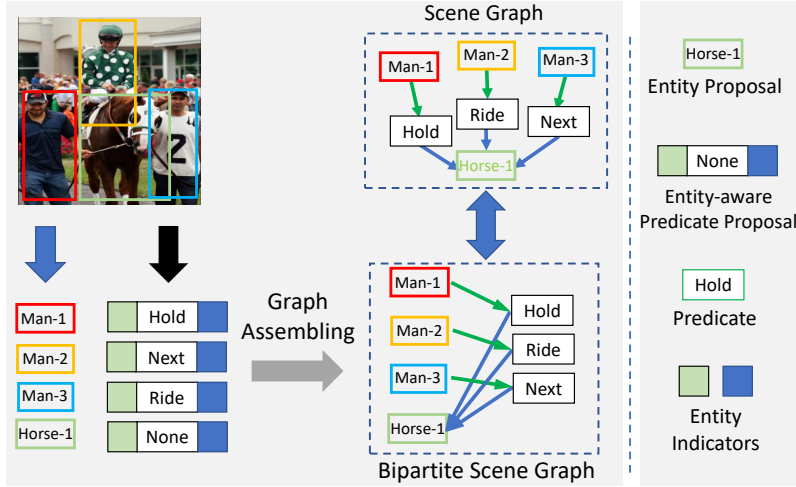 Scene Graph
Man-1
Man-2
Man-3
Hold
Ride
Next
Horse-1
2
Man-1
Man-2
Man-3
Horse-1
Hold
Next
Ride
None
Graph
Assembling
Man-1
Man-2
Man-3
Horse-1
Hold
Ride
Next
Bipartite Scene Graph
Horse-1
Entity Proposal
None
Entity-aware
Predicate Proposal
Hold
Predicate
Entity
Indicators